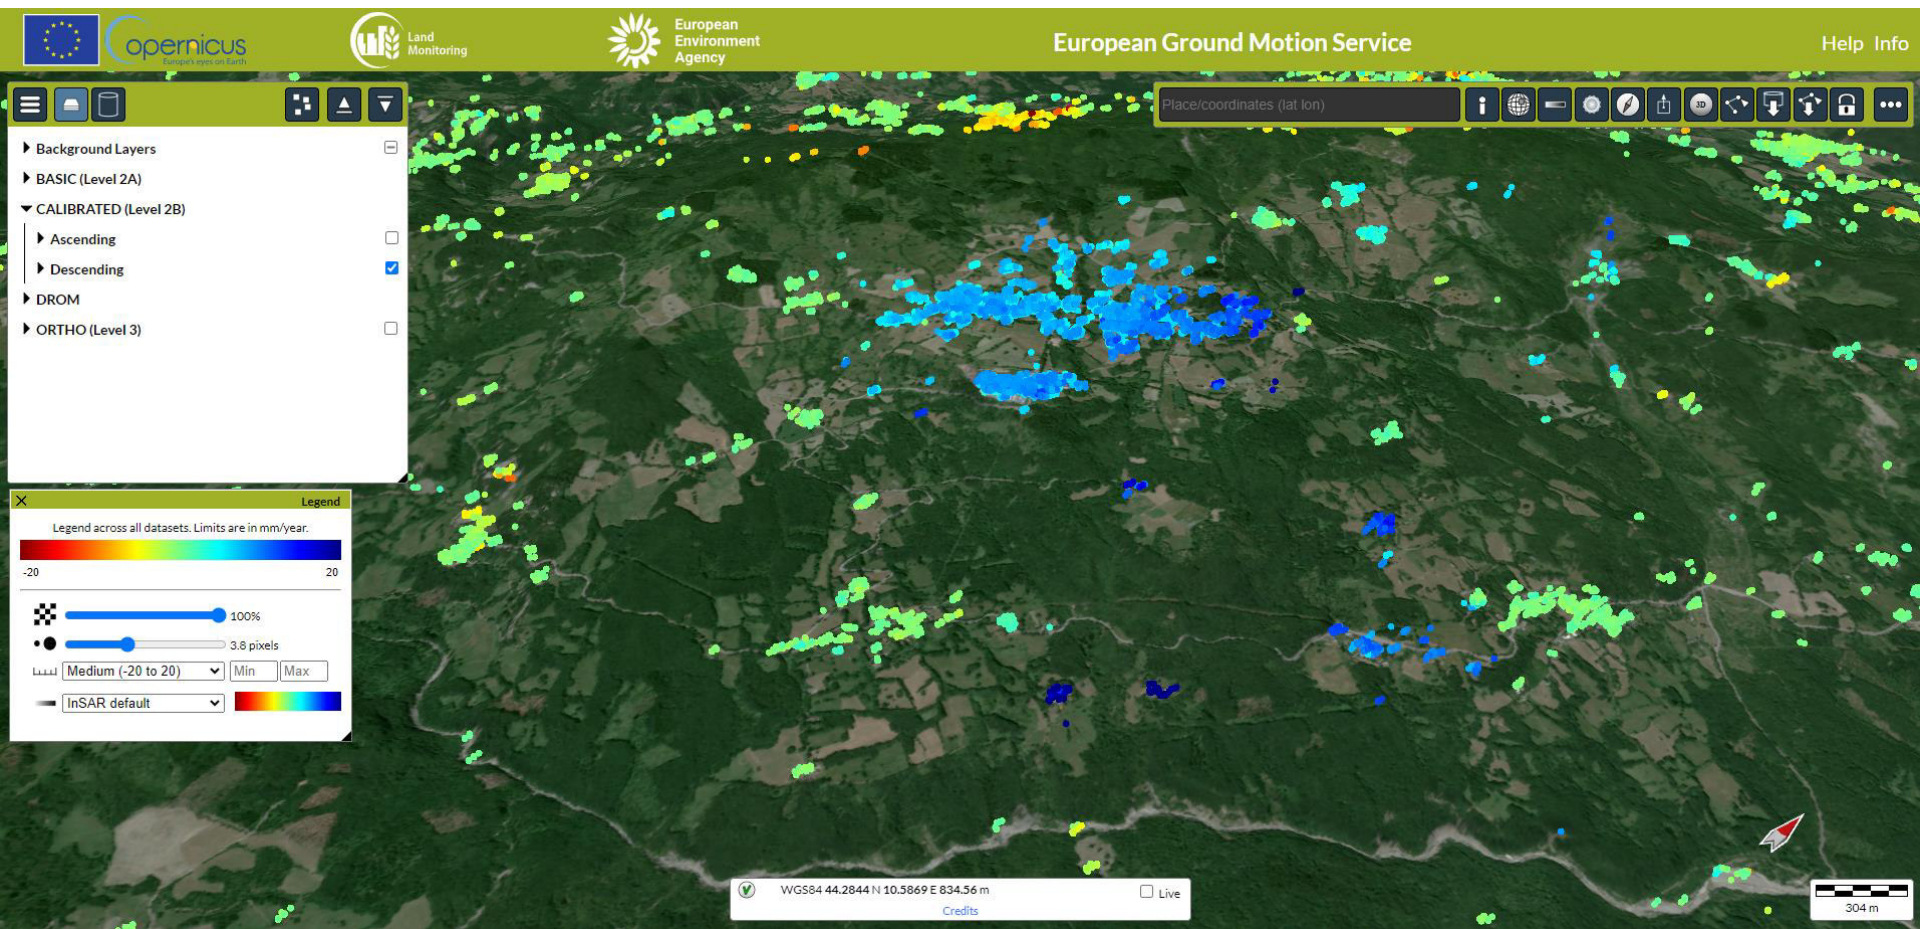 opernicus
Europe's eyes on Earth
Land
Monitoring
European
Environment
Agency
European Ground Motion Service
Help Info
Place/coordinates (lat lon)
i
3D
Background Layers
BASIC (Level 2A)
CALIBRATED (Level 2B)
Ascending
Descending
DROM
ORTHO (Level 3)
Legend
Legend across all datasets. Limits are in mm/year.
-20 20
100%
3.8 pixels
Medium (-20 to 20) Min Max
InSAR default
WGS84 44.2844 N 10.5869 E 834.56 m
Live
Credits
304 m